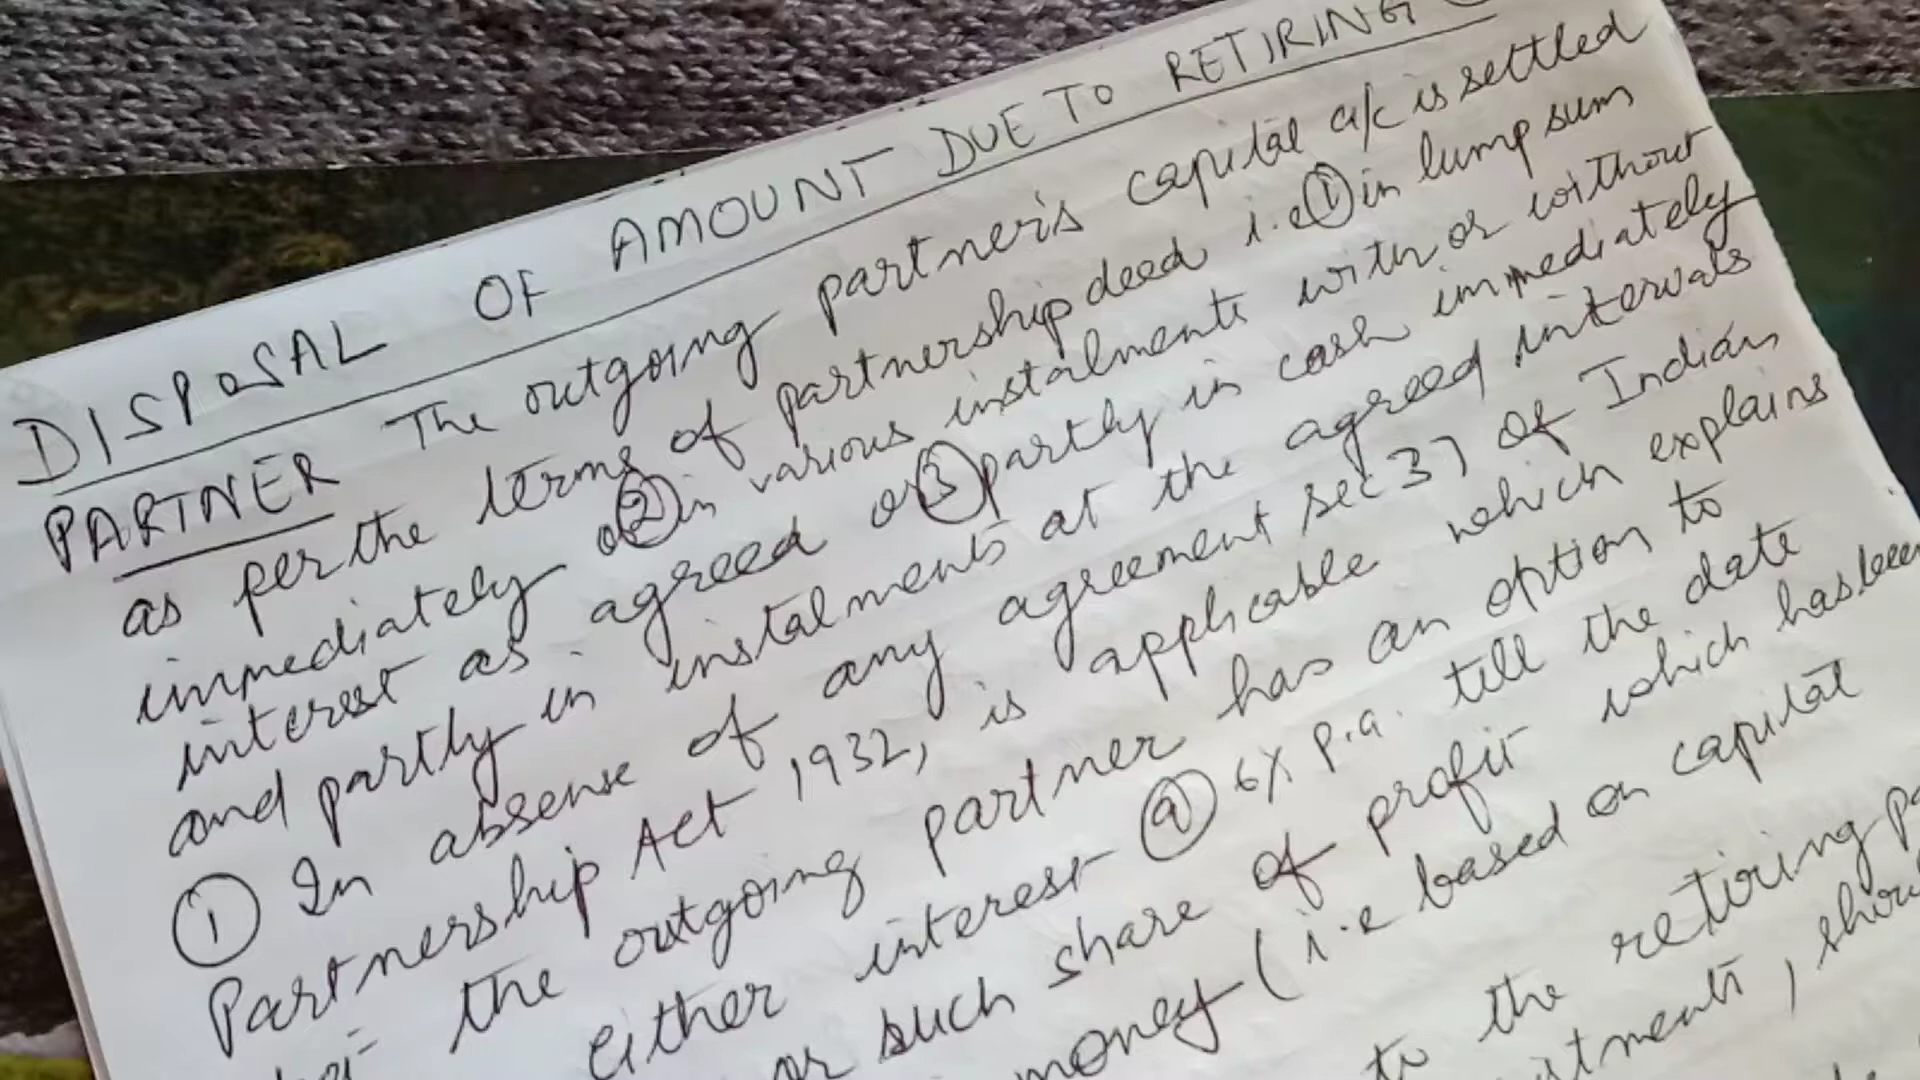 DISPOSAL OF AMOUNT DUE TO RETIRING
PARTNER The outgoing partner's capital a/c is settled
as per the terms of partnership deed i.e ① in lump sum
immediately or ② in various instalments with or without
interest as agreed or ③ partly in cash immediately
and partly in instalments at the agreed intervals
① In absense of any agreement sec 37 of Indian
Partnership Act 1932, is applicable which explains
the outgoing partner has an option to
either interest @ 6% p.a. till the date
or such share of profit which has been
money (i.e based on capital
to the retiring